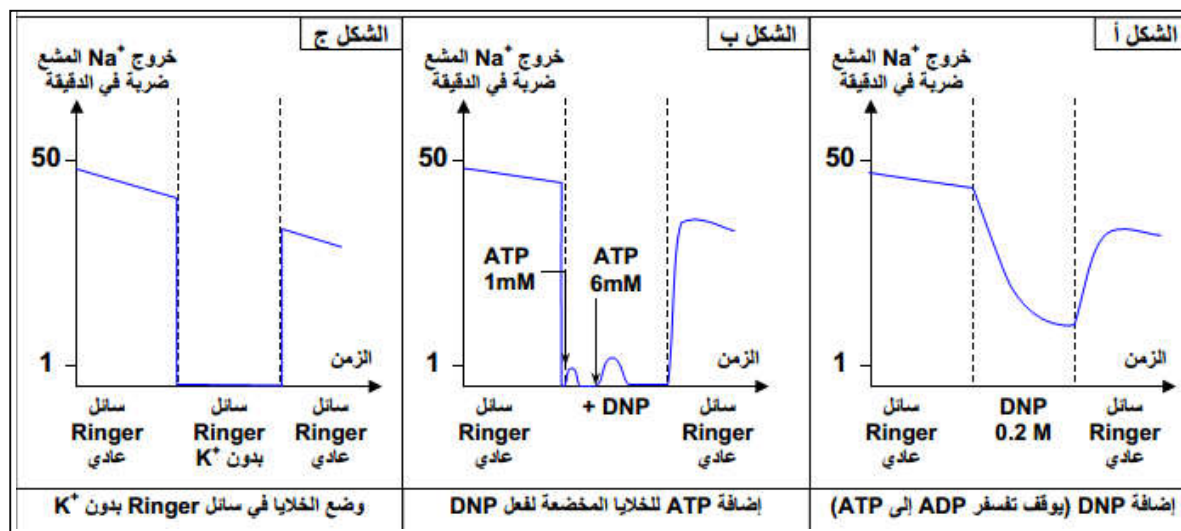 الشكل أ
خروج Na⁺ المشع
ضربة في الدقيقة
50
1
الزمن
سائل
Ringer
عادي
DNP
0.2 M
سائل
Ringer
عادي
إضافة DNP (يوقف تفسفر ADP إلى ATP)
الشكل ب
خروج Na⁺ المشع
ضربة في الدقيقة
50
ATP
1mM
ATP
6mM
1
الزمن
سائل
Ringer
عادي
+ DNP
سائل
Ringer
عادي
إضافة ATP للخلايا المخضعة لفعل DNP
الشكل ج
خروج Na⁺ المشع
ضربة في الدقيقة
50
1
الزمن
سائل
Ringer
عادي
سائل
Ringer
بدون K⁺
سائل
Ringer
عادي
وضع الخلايا في سائل Ringer بدون K⁺